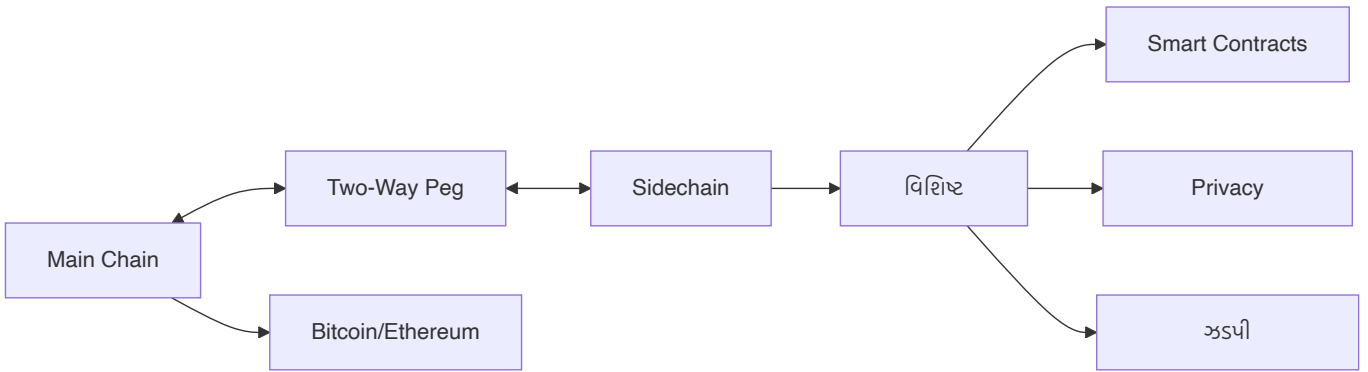 Smart Contracts
Two-Way Peg
Sidechain
વિશિષ્ટ
Privacy
Main Chain
Bitcoin/Ethereum
ઝડપી